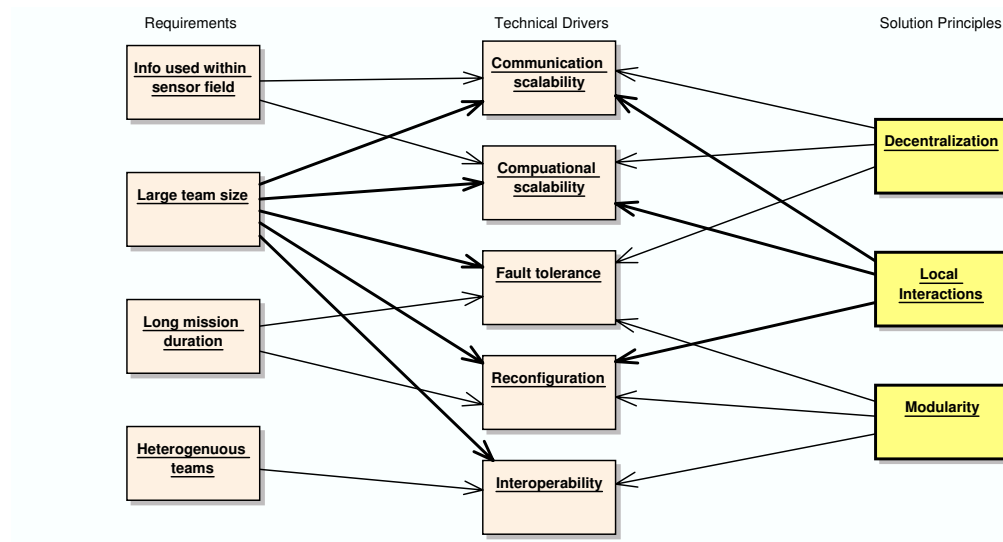 Requirements
Technical Drivers
Solution Principles
Info used within
sensor field
Large team size
Long mission
duration
Heterogenuous
teams
Communication
scalability
Compuational
scalability
Fault tolerance
Reconfiguration
Interoperability
Decentralization
Local
Interactions
Modularity